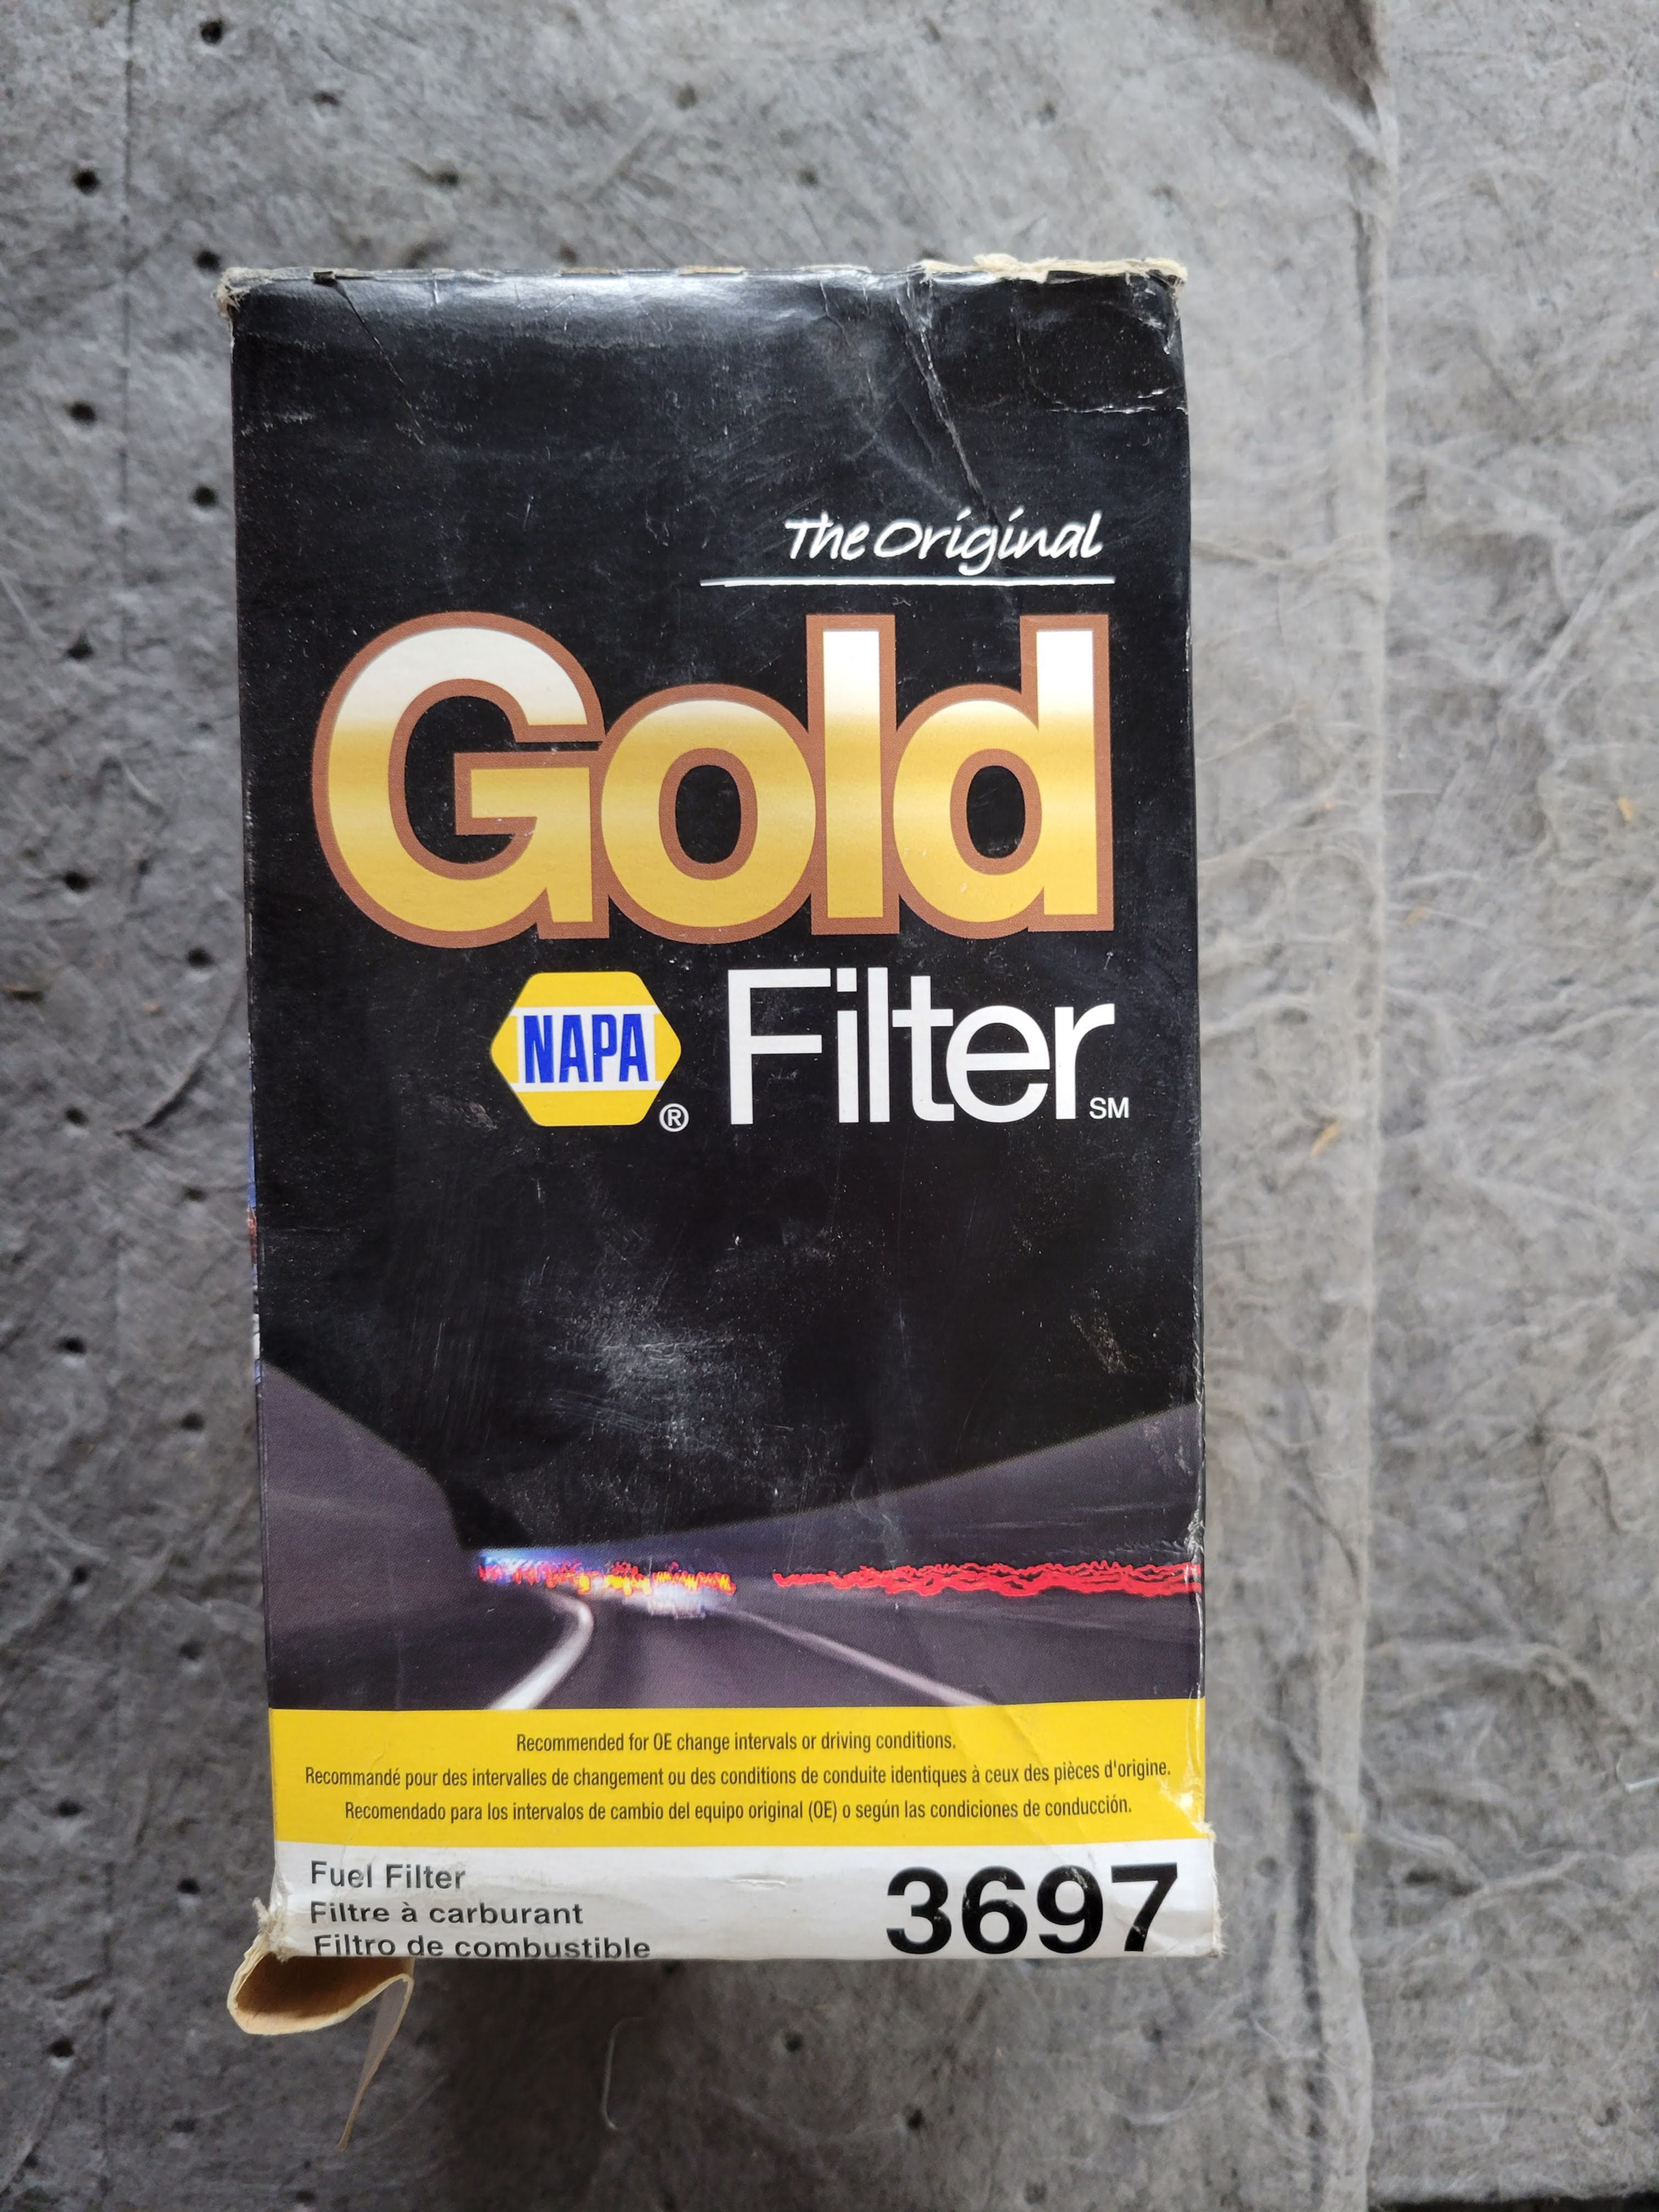 The Original
Gold
NAPA® Filter SM
Recommended for OE change intervals or driving conditions.
Recommandé pour des intervalles de changement ou des conditions de conduite identiques à ceux des pièces d'origine.
Recomendado para los intervalos de cambio del equipo original (OE) o según las condiciones de conducción.
Fuel Filter
Filtre à carburant
Filtro de combustible
3697